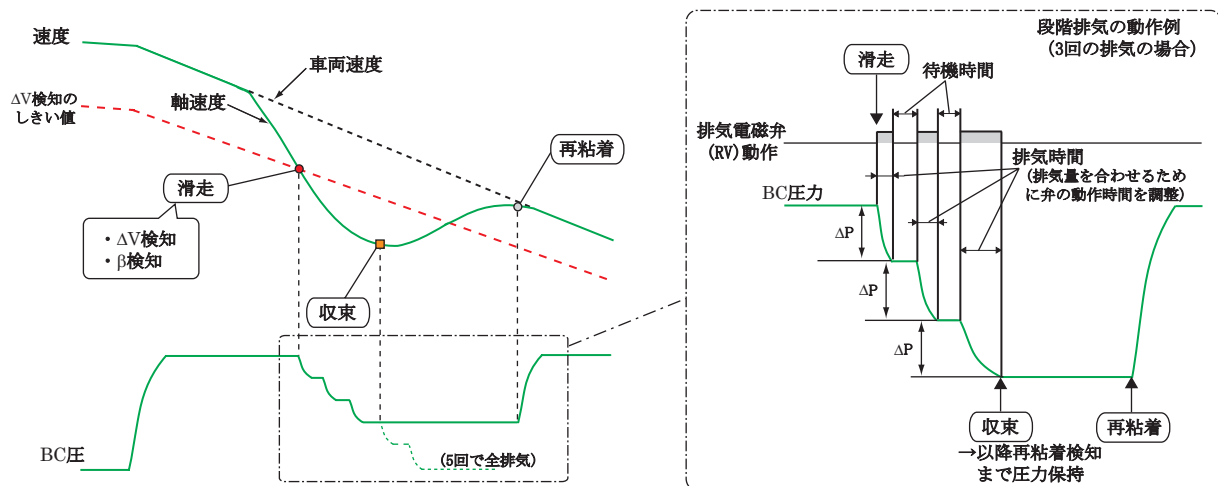 速度
車両速度
ΔV検知の
しきい値
軸速度
再粘着
滑走
・ΔV検知
・β検知
収束
BC圧
(5回で全排気)
段階排気の動作例
(3回の排気の場合)
滑走
待機時間
排気電磁弁
(RV)動作
排気時間
(排気量を合わせるため
に弁の動作時間を調整)
BC圧力
ΔP
ΔP
ΔP
収束
再粘着
→以降再粘着検知
まで圧力保持